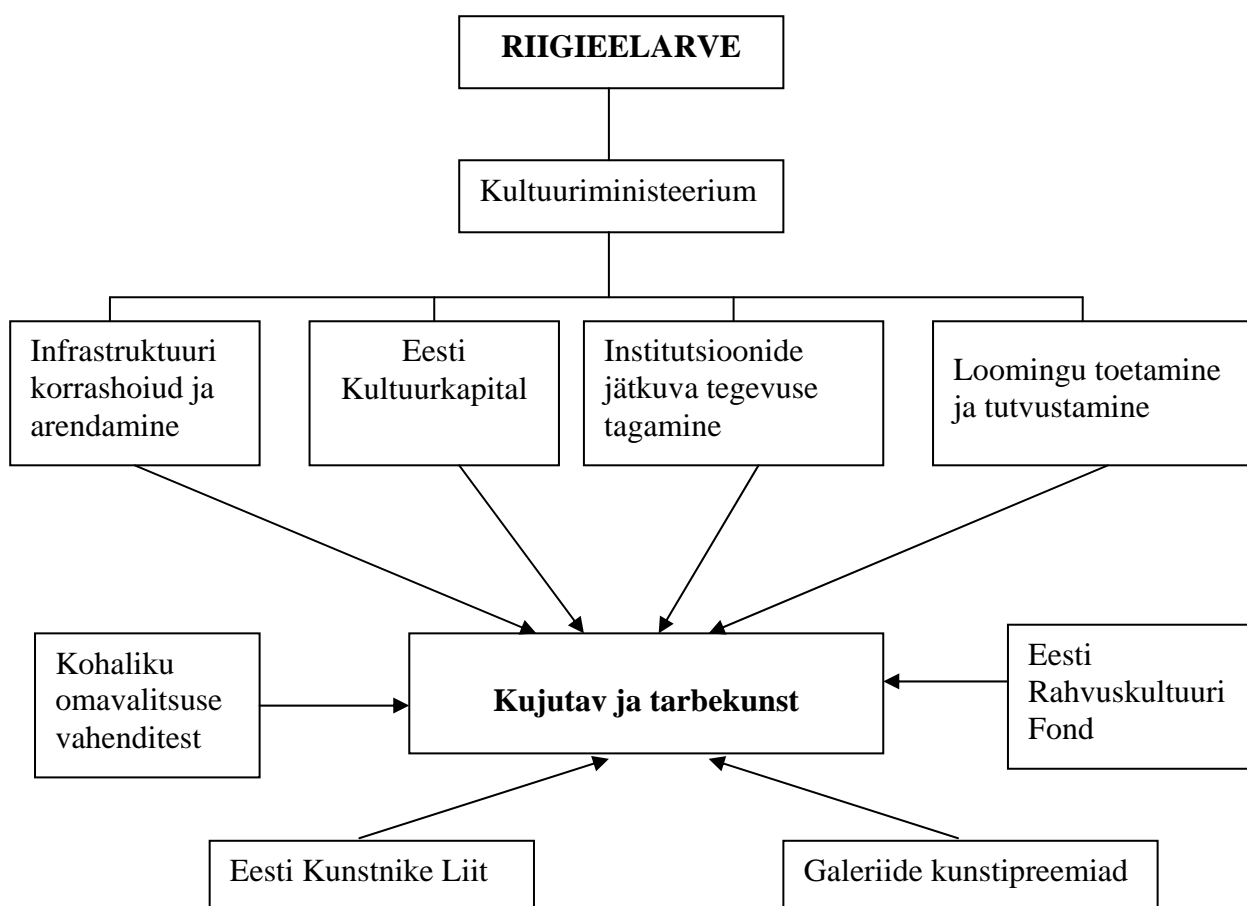 RIIGIEELARVE
Kultuuriministeerium
Infrastruktuuri
korrashoiud ja
arendamine
Eesti
Kultuurkapital
Institutsioonide
jätkuva tegevuse
tagamine
Loomingu toetamine
ja tutvustamine
Kohaliku
omavalitsuse
vahenditest
Kujutav ja tarbekunst
Eesti
Rahvuskultuuri
Fond
Eesti Kunstnike Liit
Galeriide kunstipreemiad